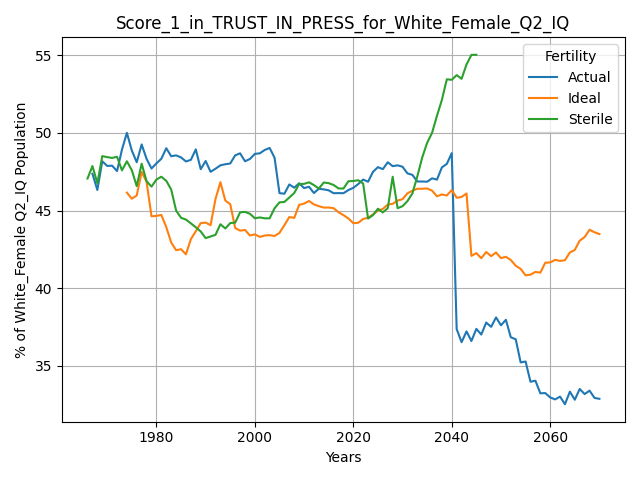 Score_1_in_TRUST_IN_PRESS_for_White_Female_Q2_IQ
% of White_Female Q2_IQ Population
55
50
45
40
35
Fertility
Actual
Ideal
Sterile
1980
2000
2020
2040
2060
Years